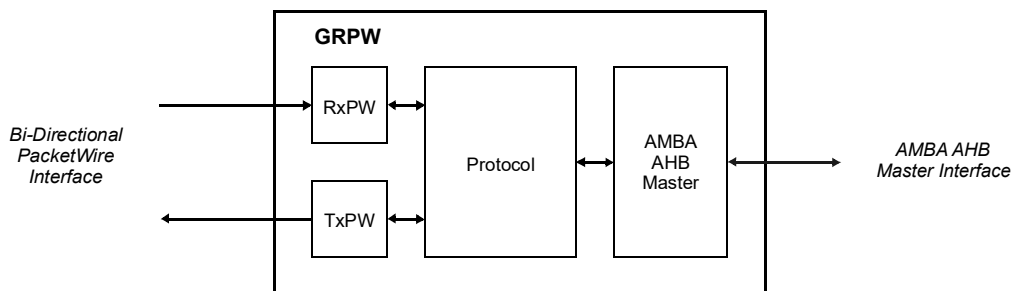 GRPW
RxPW
Bi-Directional
PacketWire
Interface
TxPW
Protocol
AMBA
AHB
Master
AMBA AHB
Master Interface